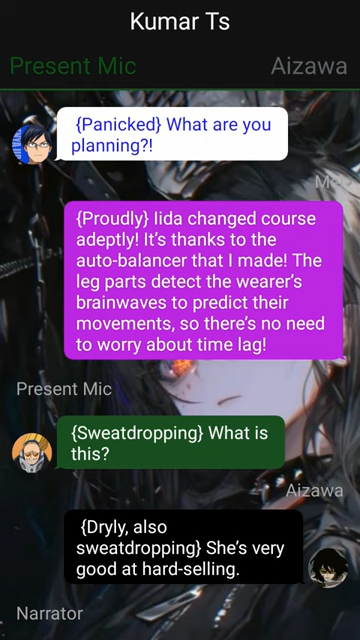 Kumar Ts
Present Mic
Aizawa
{Panicked} What are you
planning?!
Me
{Proudly} Iida changed course
adeptly! It’s thanks to the
auto-balancer that I made! The
leg parts detect the wearer’s
brainwaves to predict their
movements, so there’s no need
to worry about time lag!
Present Mic
{Sweatdropping} What is
this?
Aizawa
{Dryly, also
sweatdropping} She’s very
good at hard-selling.
Narrator